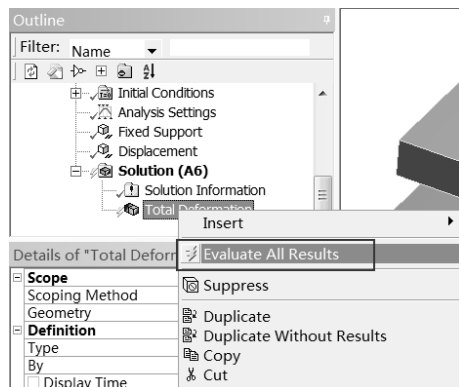 Outline
Filter: Name
Initial Conditions
Analysis Settings
Fixed Support
Displacement
Solution (A6)
Solution Information
Total Deformation
Insert
Details of "Total Deforr
Evaluate All Results
Scope
Scoping Method
Suppress
Geometry
Definition
Duplicate
Type
Duplicate Without Results
By
Copy
Display Time
Cut